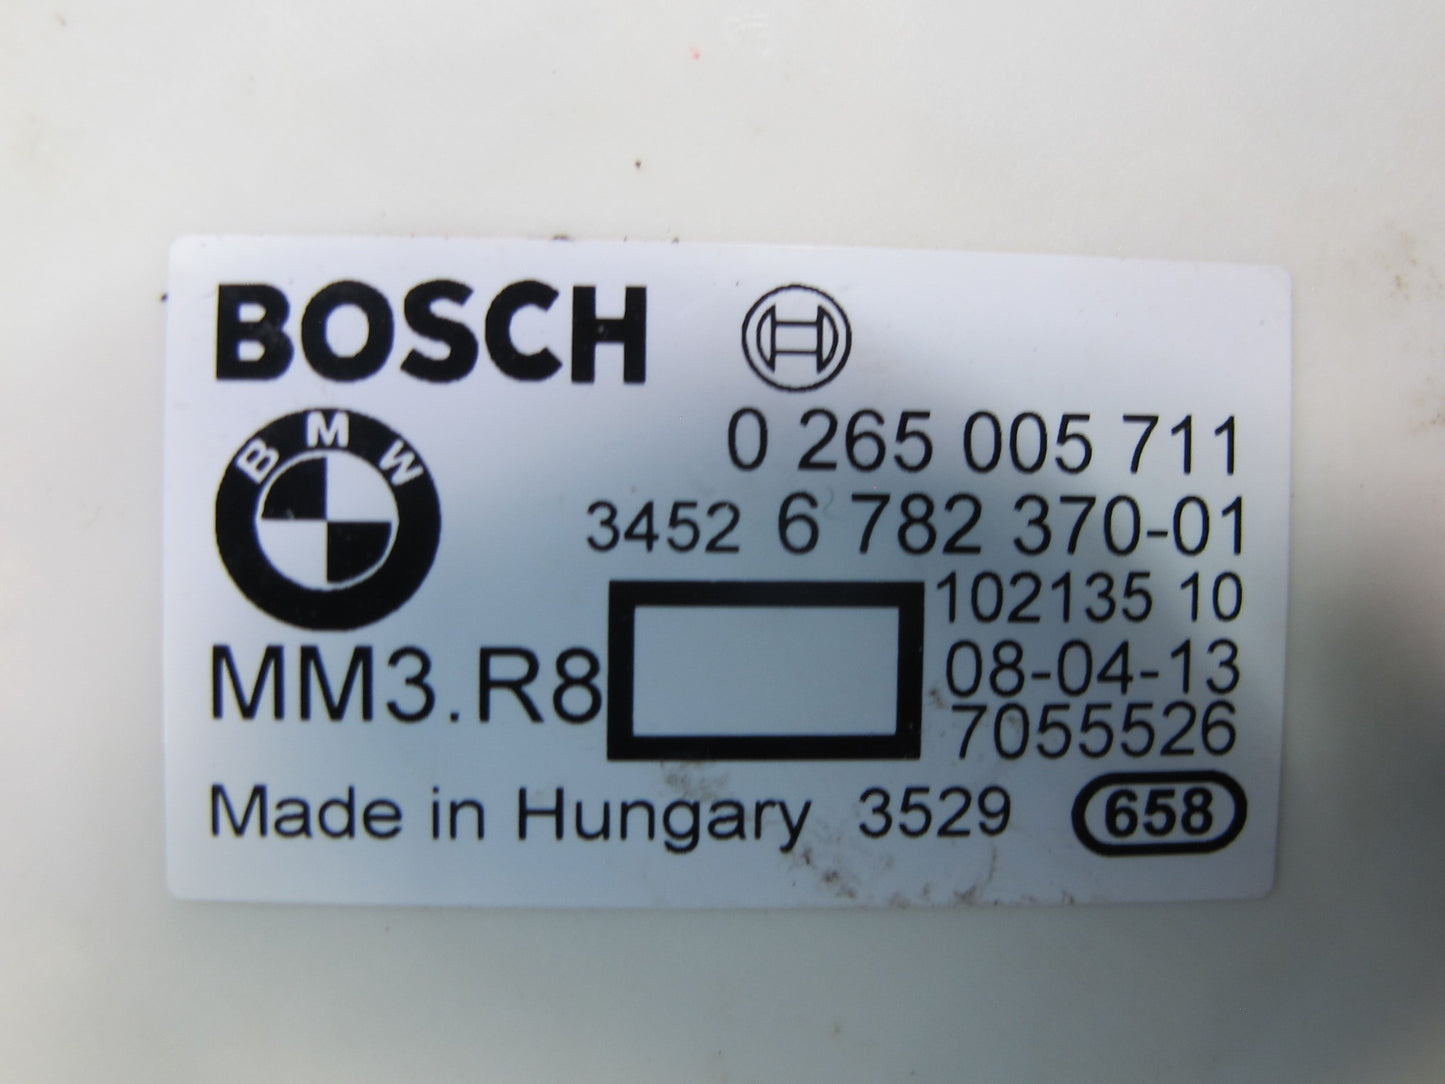 BOSCH
0 265 005 711
BMW
3452 6 782 370-01
102135 10
MM3.R8
08-04-13
7055526
Made in Hungary 3529 658